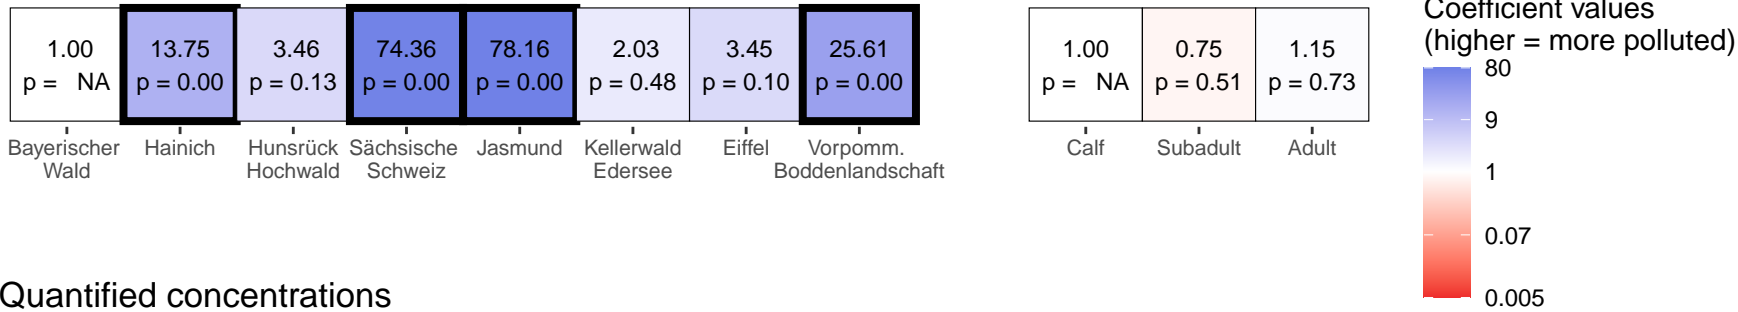 1.00 13.75 3.46 74.36 78.16 2.03 3.45 25.61
p = NA p = 0.00 p = 0.13 p = 0.00 p = 0.00 p = 0.48 p = 0.10 p = 0.00
Bayerischer Hainich Hunsrück Sächsische Jasmund Kellerwald Eiffel Vorpomm.
Wald Hochwald Schweiz Edersee Boddenlandschaft
1.00 0.75 1.15
p = NA p = 0.51 p = 0.73
Calf Subadult Adult
Coefficient values
(higher = more polluted)
80
9
1
0.07
0.005
Quantified concentrations